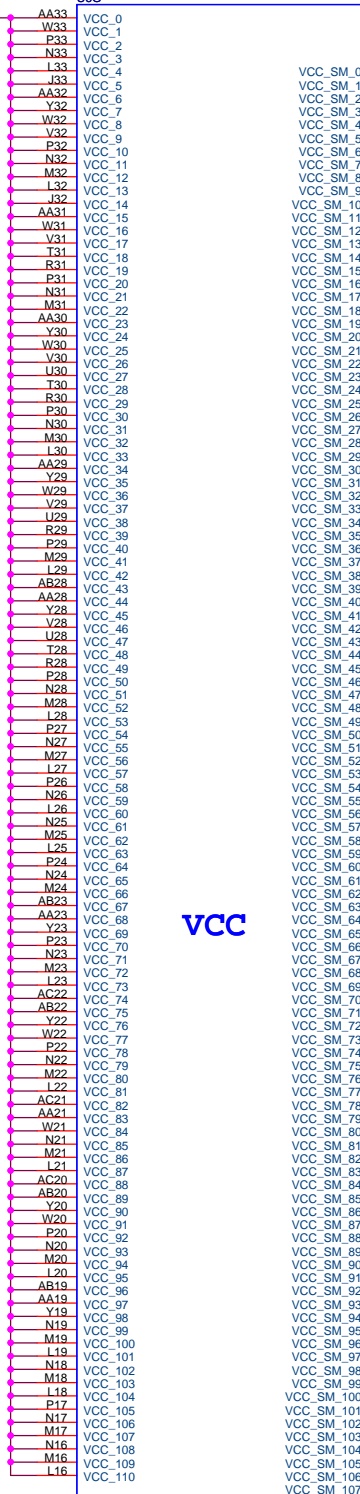 AA33 VCC_0
W33 VCC_1
P33 VCC_2
N33 VCC_3
L33 VCC_4
J33 VCC_5
AA32 VCC_6
Y32 VCC_7
W32 VCC_8
V32 VCC_9
P32 VCC_10
N32 VCC_11
M32 VCC_12
L32 VCC_13
J32 VCC_14
AA31 VCC_15
W31 VCC_16
V31 VCC_17
T31 VCC_18
R31 VCC_19
P31 VCC_20
N31 VCC_21
M31 VCC_22
AA30 VCC_23
Y30 VCC_24
W30 VCC_25
V30 VCC_26
U30 VCC_27
T30 VCC_28
R30 VCC_29
P30 VCC_30
N30 VCC_31
M30 VCC_32
L30 VCC_33
AA29 VCC_34
Y29 VCC_35
W29 VCC_36
V29 VCC_37
U29 VCC_38
R29 VCC_39
P29 VCC_40
M29 VCC_41
L29 VCC_42
AB28 VCC_43
AA28 VCC_44
Y28 VCC_45
V28 VCC_46
U28 VCC_47
T28 VCC_48
R28 VCC_49
P28 VCC_50
N28 VCC_51
M28 VCC_52
L28 VCC_53
P27 VCC_54
N27 VCC_55
M27 VCC_56
L27 VCC_57
P26 VCC_58
N26 VCC_59
L26 VCC_60
N25 VCC_61
M25 VCC_62
L25 VCC_63
P24 VCC_64
N24 VCC_65
M24 VCC_66
AB23 VCC_67
AA23 VCC_68
Y23 VCC_69
P23 VCC_70
N23 VCC_71
M23 VCC_72
L23 VCC_73
AC22 VCC_74
AB22 VCC_75
Y22 VCC_76
W22 VCC_77
P22 VCC_78
N22 VCC_79
M22 VCC_80
L22 VCC_81
AC21 VCC_82
AA21 VCC_83
W21 VCC_84
N21 VCC_85
M21 VCC_86
L21 VCC_87
AC20 VCC_88
AB20 VCC_89
Y20 VCC_90
W20 VCC_91
P20 VCC_92
N20 VCC_93
M20 VCC_94
L20 VCC_95
AB19 VCC_96
AA19 VCC_97
Y19 VCC_98
N19 VCC_99
M19 VCC_100
L19 VCC_101
N18 VCC_102
M18 VCC_103
L18 VCC_104
P17 VCC_105
N17 VCC_106
M17 VCC_107
N16 VCC_108
M16 VCC_109
L16 VCC_110
VCC
VCC_SM_0
VCC_SM_1
VCC_SM_2
VCC_SM_3
VCC_SM_4
VCC_SM_5
VCC_SM_6
VCC_SM_7
VCC_SM_8
VCC_SM_9
VCC_SM_10
VCC_SM_11
VCC_SM_12
VCC_SM_13
VCC_SM_14
VCC_SM_15
VCC_SM_16
VCC_SM_17
VCC_SM_18
VCC_SM_19
VCC_SM_20
VCC_SM_21
VCC_SM_22
VCC_SM_23
VCC_SM_24
VCC_SM_25
VCC_SM_26
VCC_SM_27
VCC_SM_28
VCC_SM_29
VCC_SM_30
VCC_SM_31
VCC_SM_32
VCC_SM_33
VCC_SM_34
VCC_SM_35
VCC_SM_36
VCC_SM_37
VCC_SM_38
VCC_SM_39
VCC_SM_40
VCC_SM_41
VCC_SM_42
VCC_SM_43
VCC_SM_44
VCC_SM_45
VCC_SM_46
VCC_SM_47
VCC_SM_48
VCC_SM_49
VCC_SM_50
VCC_SM_51
VCC_SM_52
VCC_SM_53
VCC_SM_54
VCC_SM_55
VCC_SM_56
VCC_SM_57
VCC_SM_58
VCC_SM_59
VCC_SM_60
VCC_SM_61
VCC_SM_62
VCC_SM_63
VCC_SM_64
VCC_SM_65
VCC_SM_66
VCC_SM_67
VCC_SM_68
VCC_SM_69
VCC_SM_70
VCC_SM_71
VCC_SM_72
VCC_SM_73
VCC_SM_74
VCC_SM_75
VCC_SM_76
VCC_SM_77
VCC_SM_78
VCC_SM_79
VCC_SM_80
VCC_SM_81
VCC_SM_82
VCC_SM_83
VCC_SM_84
VCC_SM_85
VCC_SM_86
VCC_SM_87
VCC_SM_88
VCC_SM_89
VCC_SM_90
VCC_SM_91
VCC_SM_92
VCC_SM_93
VCC_SM_94
VCC_SM_95
VCC_SM_96
VCC_SM_97
VCC_SM_98
VCC_SM_99
VCC_SM_100
VCC_SM_101
VCC_SM_102
VCC_SM_103
VCC_SM_104
VCC_SM_105
VCC_SM_106
VCC_SM_107